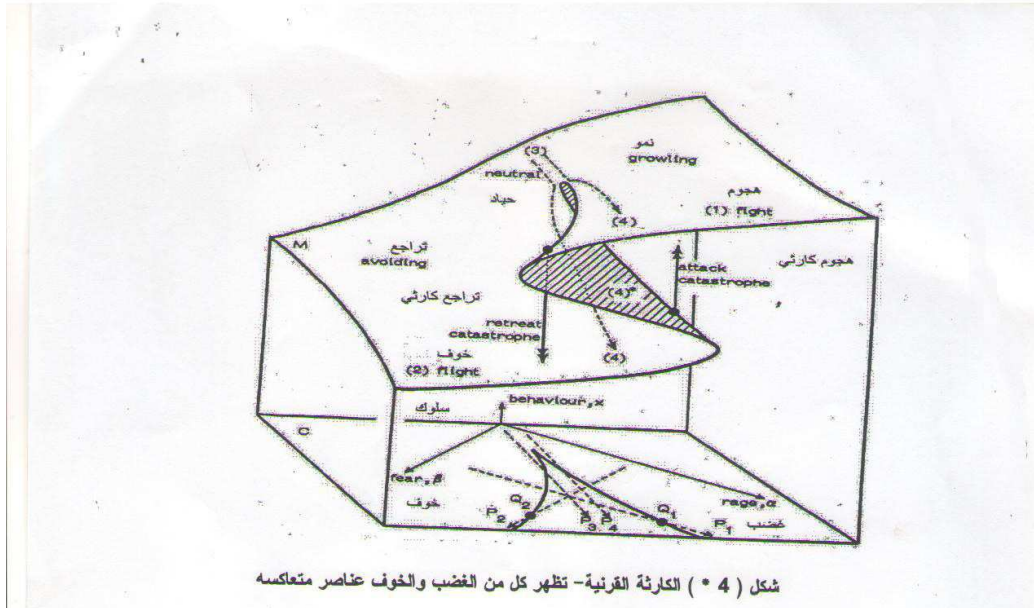 (3)
neutral
حياد
نمو
growling
هجوم
(1) fight
(4)
M
تراجع
avoiding
هجوم كارثي
attack
catastrophe
(4)*
تراجع كارثي
retreat
catastrophe
خوف
(2) flight
(4)
behaviour,x
سلوك
C
fear,β
خوف
rage,α
غضب
Q2
P2
P3
P4
Q1
P1
شكل ( 4 * ) الكارثة القرنية- تظهر كل من الغضب والخوف عناصر متعاكسه